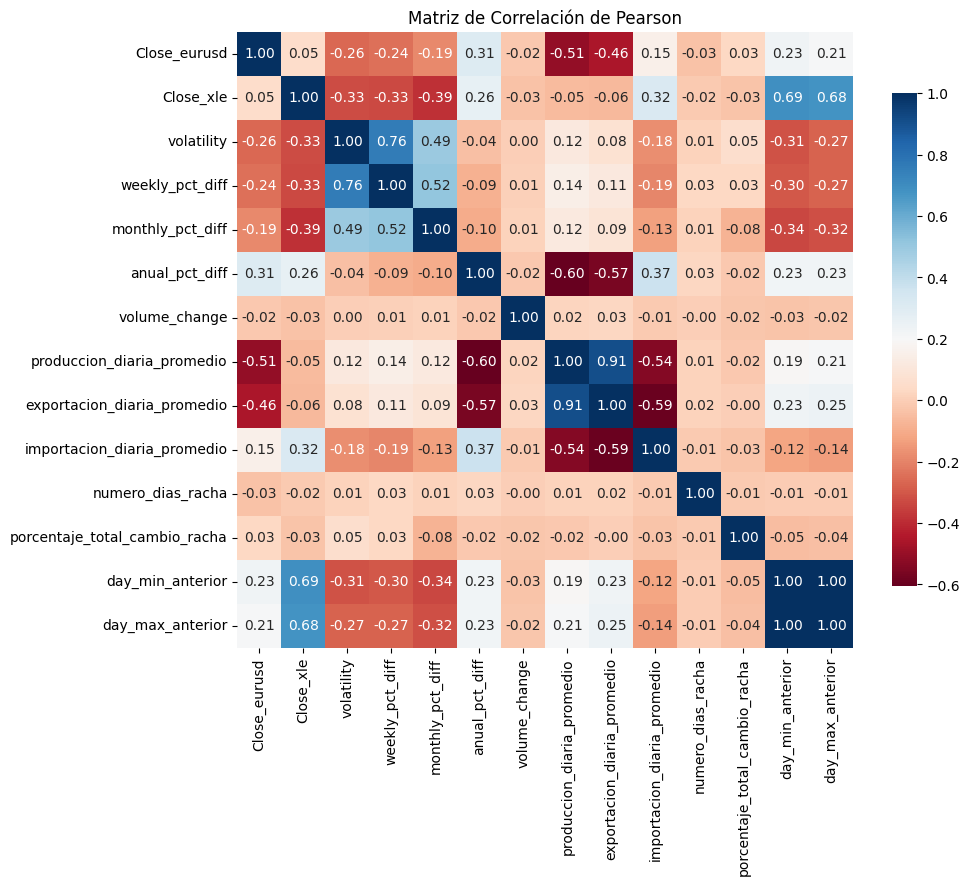 Matriz de Correlación de Pearson
Close_eurusd 1.00 0.05 -0.26 -0.24 -0.19 0.31 -0.02 -0.51 -0.46 0.15 -0.03 0.03 0.23 0.21
Close_xle 0.05 1.00 -0.33 -0.33 -0.39 0.26 -0.03 -0.05 -0.06 0.32 -0.02 -0.03 0.69 0.68
volatility -0.26 -0.33 1.00 0.76 0.49 -0.04 0.00 0.12 0.08 -0.18 0.01 0.05 -0.31 -0.27
weekly_pct_diff -0.24 -0.33 0.76 1.00 0.52 -0.09 0.01 0.14 0.11 -0.19 0.03 0.03 -0.30 -0.27
monthly_pct_diff -0.19 -0.39 0.49 0.52 1.00 -0.10 0.01 0.12 0.09 -0.13 0.01 -0.08 -0.34 -0.32
anual_pct_diff 0.31 0.26 -0.04 -0.09 -0.10 1.00 -0.02 -0.60 -0.57 0.37 0.03 -0.02 0.23 0.23
volume_change -0.02 -0.03 0.00 0.01 0.01 -0.02 1.00 0.02 0.03 -0.01 -0.00 -0.02 -0.03 -0.02
produccion_diaria_promedio -0.51 -0.05 0.12 0.14 0.12 -0.60 0.02 1.00 0.91 -0.54 0.01 -0.02 0.19 0.21
exportacion_diaria_promedio -0.46 -0.06 0.08 0.11 0.09 -0.57 0.03 0.91 1.00 -0.59 0.02 -0.00 0.23 0.25
importacion_diaria_promedio 0.15 0.32 -0.18 -0.19 -0.13 0.37 -0.01 -0.54 -0.59 1.00 -0.01 -0.03 -0.12 -0.14
numero_dias_racha -0.03 -0.02 0.01 0.03 0.01 0.03 -0.00 0.01 0.02 -0.01 1.00 -0.01 -0.01 -0.01
porcentaje_total_cambio_racha 0.03 -0.03 0.05 0.03 -0.08 -0.02 -0.02 -0.02 -0.00 -0.03 -0.01 1.00 -0.05 -0.04
day_min_anterior 0.23 0.69 -0.31 -0.30 -0.34 0.23 -0.03 0.19 0.23 -0.12 -0.01 -0.05 1.00 1.00
day_max_anterior 0.21 0.68 -0.27 -0.27 -0.32 0.23 -0.02 0.21 0.25 -0.14 -0.01 -0.04 1.00 1.00
Close_eurusd
Close_xle
volatility
weekly_pct_diff
monthly_pct_diff
anual_pct_diff
volume_change
produccion_diaria_promedio
exportacion_diaria_promedio
importacion_diaria_promedio
numero_dias_racha
porcentaje_total_cambio_racha
day_min_anterior
day_max_anterior
1.0
0.8
0.6
0.4
0.2
0.0
−0.2
−0.4
−0.6